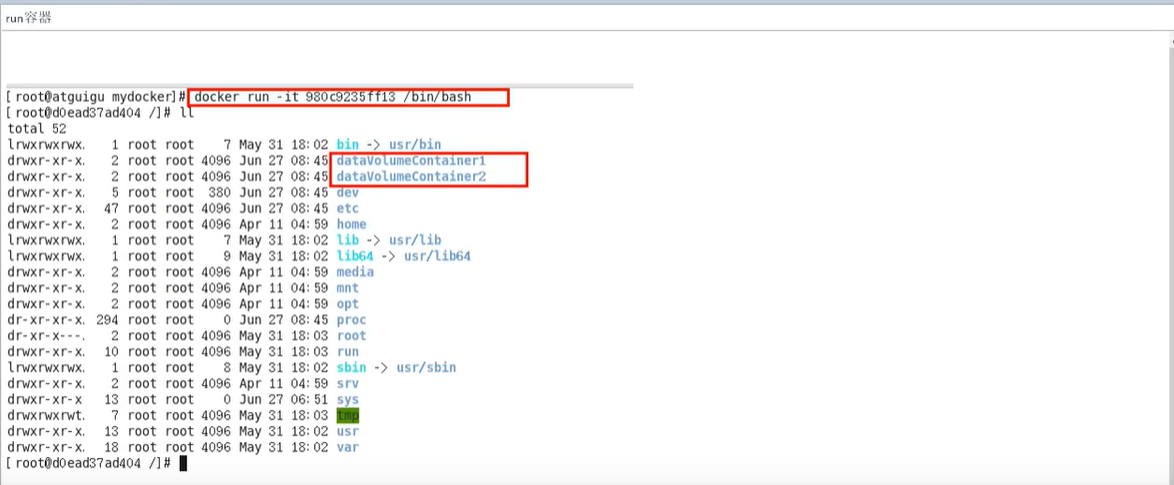 run容器
[root@atguigu mydocker]# docker run -it 980c9235ff13 /bin/bash
[root@d0ead37ad404 /]# ll
total 52
lrwxrwxrwx.   1 root root    7 May 31 18:02 bin -> usr/bin
drwxr-xr-x.   2 root root 4096 Jun 27 08:45 dataVolumeContainer1
drwxr-xr-x.   2 root root 4096 Jun 27 08:45 dataVolumeContainer2
drwxr-xr-x.   5 root root  380 Jun 27 08:45 dev
drwxr-xr-x.  47 root root 4096 Jun 27 08:45 etc
drwxr-xr-x.   2 root root 4096 Apr 11 04:59 home
lrwxrwxrwx.   1 root root    7 May 31 18:02 lib -> usr/lib
lrwxrwxrwx.   1 root root    9 May 31 18:02 lib64 -> usr/lib64
drwxr-xr-x.   2 root root 4096 Apr 11 04:59 media
drwxr-xr-x.   2 root root 4096 Apr 11 04:59 mnt
drwxr-xr-x.   2 root root 4096 Apr 11 04:59 opt
dr-xr-xr-x. 294 root root    0 Jun 27 08:45 proc
dr-xr-x---.   2 root root 4096 May 31 18:03 root
drwxr-xr-x.  10 root root 4096 May 31 18:03 run
lrwxrwxrwx.   1 root root    8 May 31 18:02 sbin -> usr/sbin
drwxr-xr-x.   2 root root 4096 Apr 11 04:59 srv
drwxr-xr-x   13 root root    0 Jun 27 06:51 sys
drwxrwxrwt.   7 root root 4096 May 31 18:03 tmp
drwxr-xr-x.  13 root root 4096 May 31 18:02 usr
drwxr-xr-x.  18 root root 4096 May 31 18:02 var
[root@d0ead37ad404 /]#